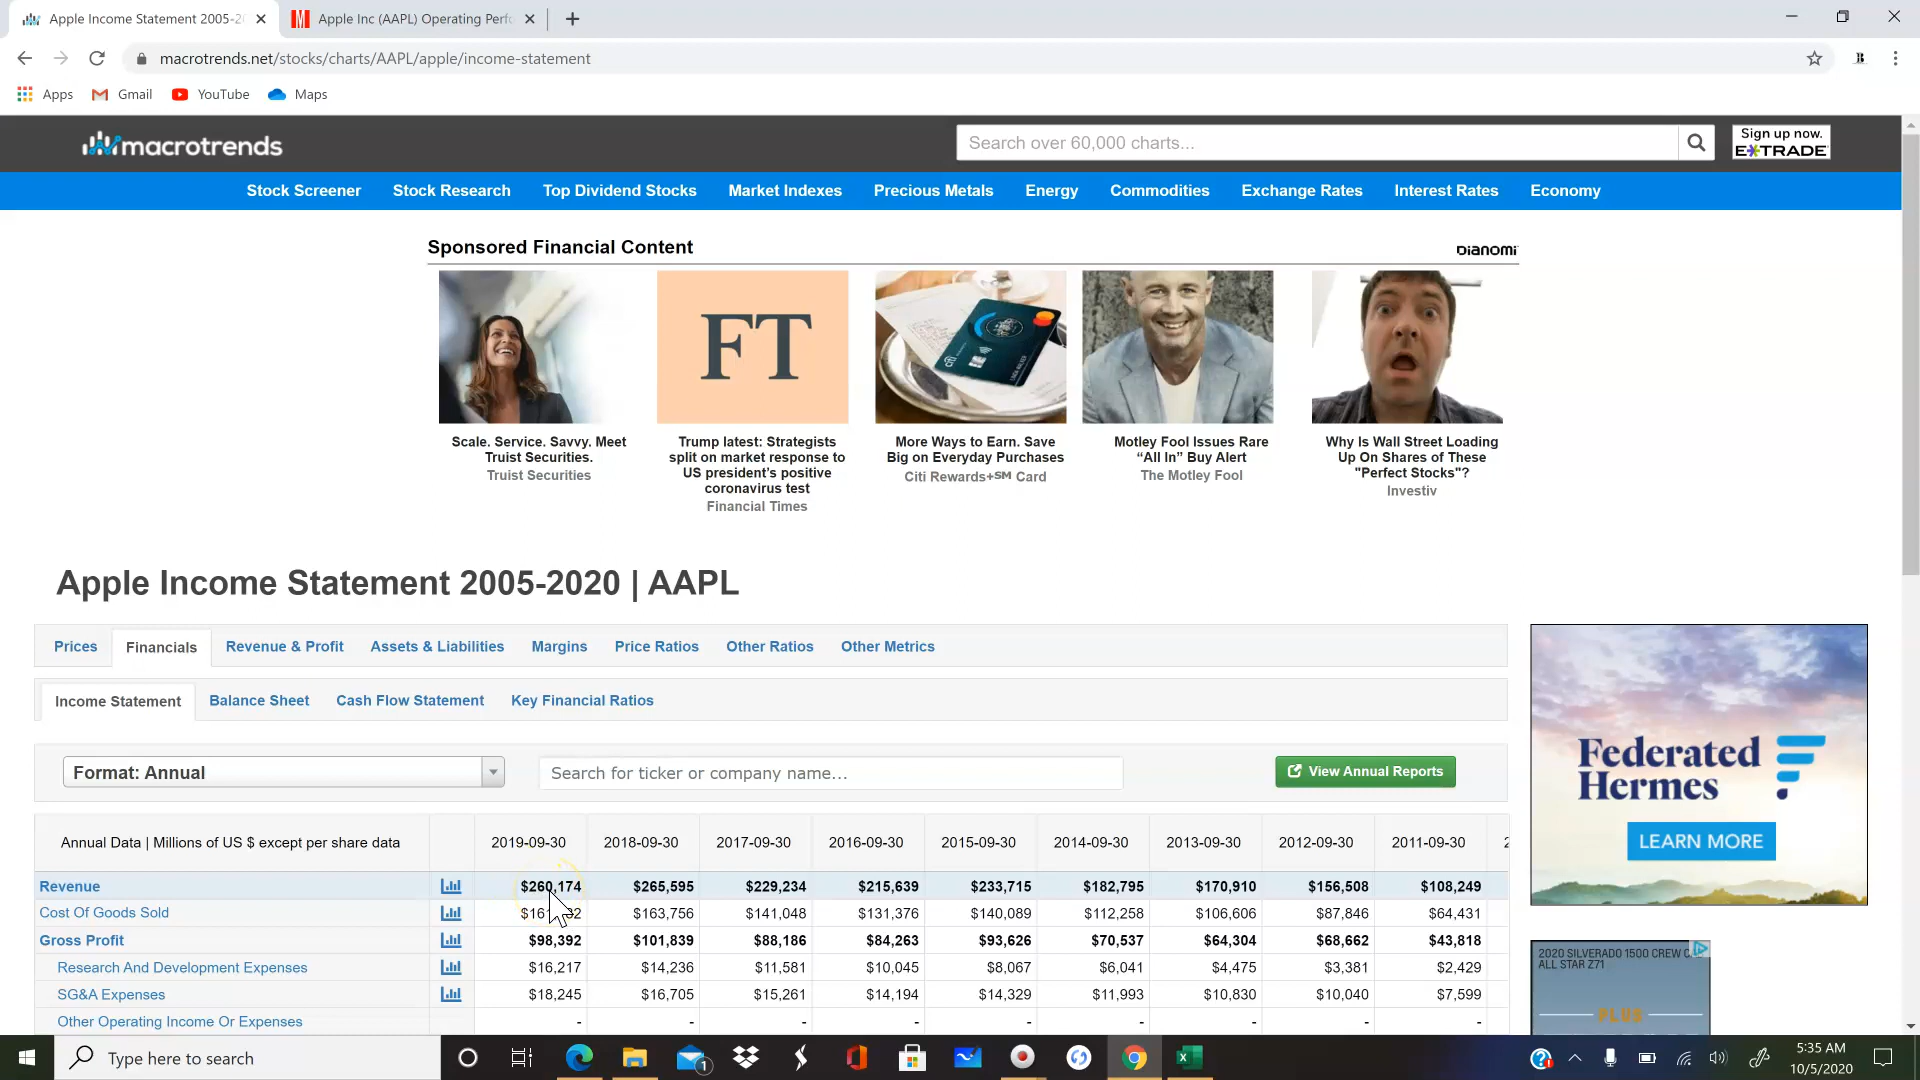 Apple Income Statement 2005-2
Apple Inc (AAPL) Operating Perfo
macrotrends.net/stocks/charts/AAPL/apple/income-statement
Apps Gmail YouTube Maps
macrotrends
Search over 60,000 charts...
Sign up now.
E*TRADE
Stock Screener Stock Research Top Dividend Stocks Market Indexes Precious Metals Energy Commodities Exchange Rates Interest Rates Economy
Sponsored Financial Content
Dianomi
Scale. Service. Savvy. Meet
Truist Securities.
Truist Securities
FT
Trump latest: Strategists
split on market response to
US president's positive
coronavirus test
Financial Times
More Ways to Earn. Save
Big on Everyday Purchases
Citi Rewards+℠ Card
Motley Fool Issues Rare
“All In” Buy Alert
The Motley Fool
Why Is Wall Street Loading
Up On Shares of These
"Perfect Stocks"?
Investiv
Apple Income Statement 2005-2020 | AAPL
Prices Financials Revenue & Profit Assets & Liabilities Margins Price Ratios Other Ratios Other Metrics
Income Statement Balance Sheet Cash Flow Statement Key Financial Ratios
Format: Annual
Search for ticker or company name...
View Annual Reports
Annual Data | Millions of US $ except per share data 2019-09-30 2018-09-30 2017-09-30 2016-09-30 2015-09-30 2014-09-30 2013-09-30 2012-09-30 2011-09-30 2
Revenue $260,174 $265,595 $229,234 $215,639 $233,715 $182,795 $170,910 $156,508 $108,249
Cost Of Goods Sold $163,756 $141,048 $131,376 $140,089 $112,258 $106,606 $87,846 $64,431
Gross Profit $98,392 $101,839 $88,186 $84,263 $93,626 $70,537 $64,304 $68,662 $43,818
Research And Development Expenses $16,217 $14,236 $11,581 $10,045 $8,067 $6,041 $4,475 $3,381 $2,429
SG&A Expenses $18,245 $16,705 $15,261 $14,194 $14,329 $11,993 $10,830 $10,040 $7,599
Other Operating Income Or Expenses - - - - - - - - -
Federated
Hermes
LEARN MORE
2020 SILVERADO 1500 CREW C
ALL STAR Z71
PLUS
Type here to search
1
5:35 AM
10/5/2020